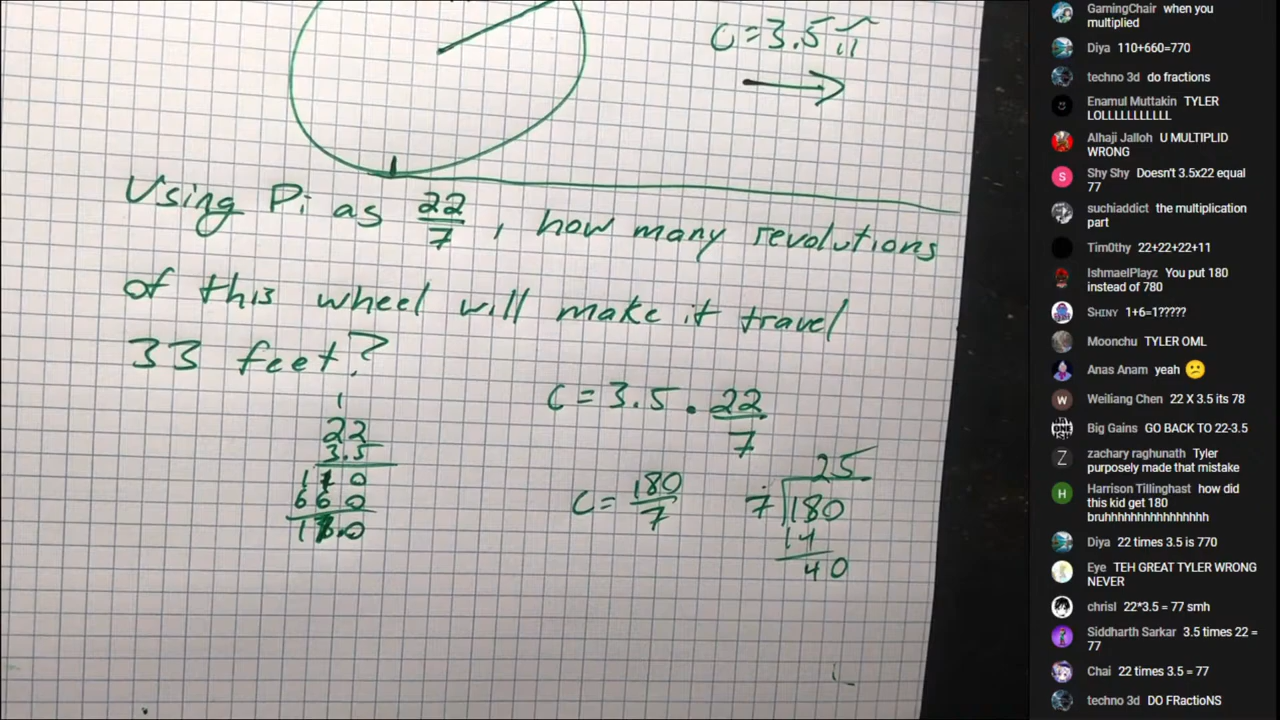 C=3.5π
Using Pi as 22/7, how many revolutions
of this wheel will make it travel
33 feet?
1
22
3.5
110
660
C=3.5·22/7
25
C=180/7
7 180
14
40
GamingChair when you
multiplied
Diya 110+660=770
techno 3d do fractions
Enamul Muttakin TYLER
LOLLLLLLLLLLL
Alhaji Jalloh U MULTIPLID
WRONG
Shy Shy Doesn't 3.5x22 equal
77
suchiaddict the multiplication
part
Tim0thy 22+22+22+11
IshmaelPlayz You put 180
instead of 780
SHINY 1+6=1?????
Moonchu TYLER OML
Anas Anam yeah 😕
Weiliang Chen 22 X 3.5 its 78
Big Gains GO BACK TO 22-3.5
zachary raghunath Tyler
purposely made that mistake
Harrison Tillinghast how did
this kid get 180
bruhhhhhhhhhhhhhhhh
Diya 22 times 3.5 is 770
Eye TEH GREAT TYLER WRONG
NEVER
chrisl 22*3.5 = 77 smh
Siddharth Sarkar 3.5 times 22 =
77
Chai 22 times 3.5 = 77
techno 3d DO FRactioNS